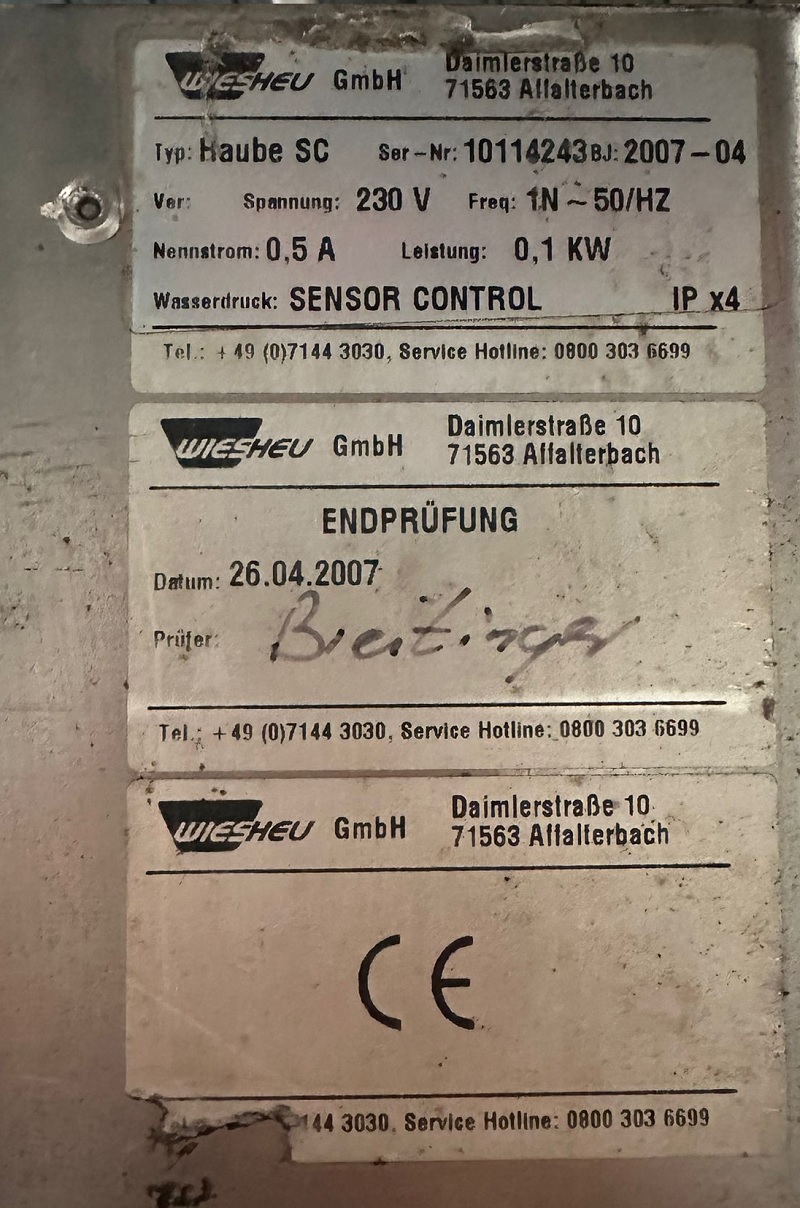 WIESHEU GmbH Daimlerstraße 10
71563 Affalterbach
Typ: Haube SC Ser-Nr: 10114243 BJ: 2007-04
Ver: Spannung: 230 V Freq: 1N ~ 50/HZ
Nennstrom: 0,5 A Leistung: 0,1 KW
Wasserdruck: SENSOR CONTROL IP x4
Tel.: +49 (0)7144 3030, Service Hotline: 0800 303 6699
WIESHEU GmbH Daimlerstraße 10
71563 Affalterbach
ENDPRÜFUNG
Datum: 26.04.2007
Prüfer: Breitinger
Tel.: +49 (0)7144 3030, Service Hotline: 0800 303 6699
WIESHEU GmbH Daimlerstraße 10
71563 Affalterbach
CE
144 3030, Service Hotline: 0800 303 6699